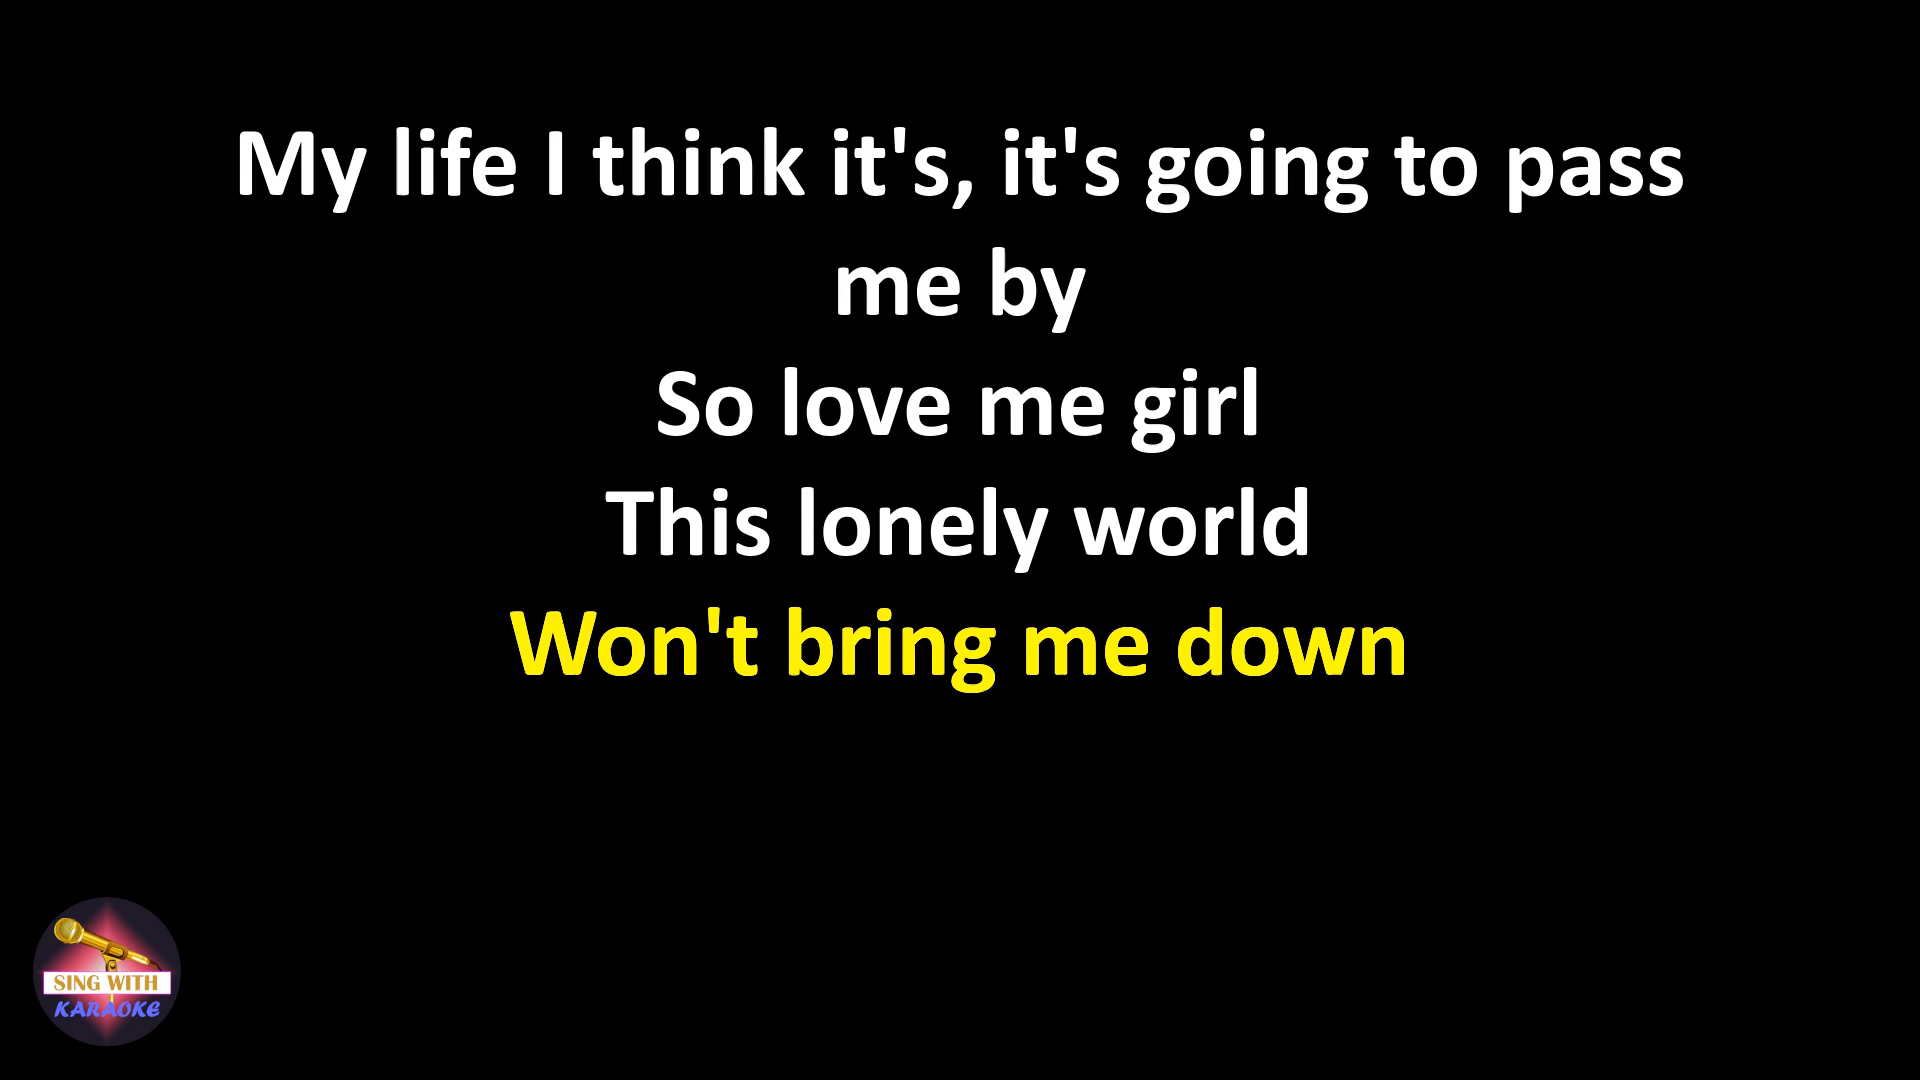 My life I think it's, it's going to pass
me by
So love me girl
This lonely world
Won't bring me down
SING WITH
KARAOKE